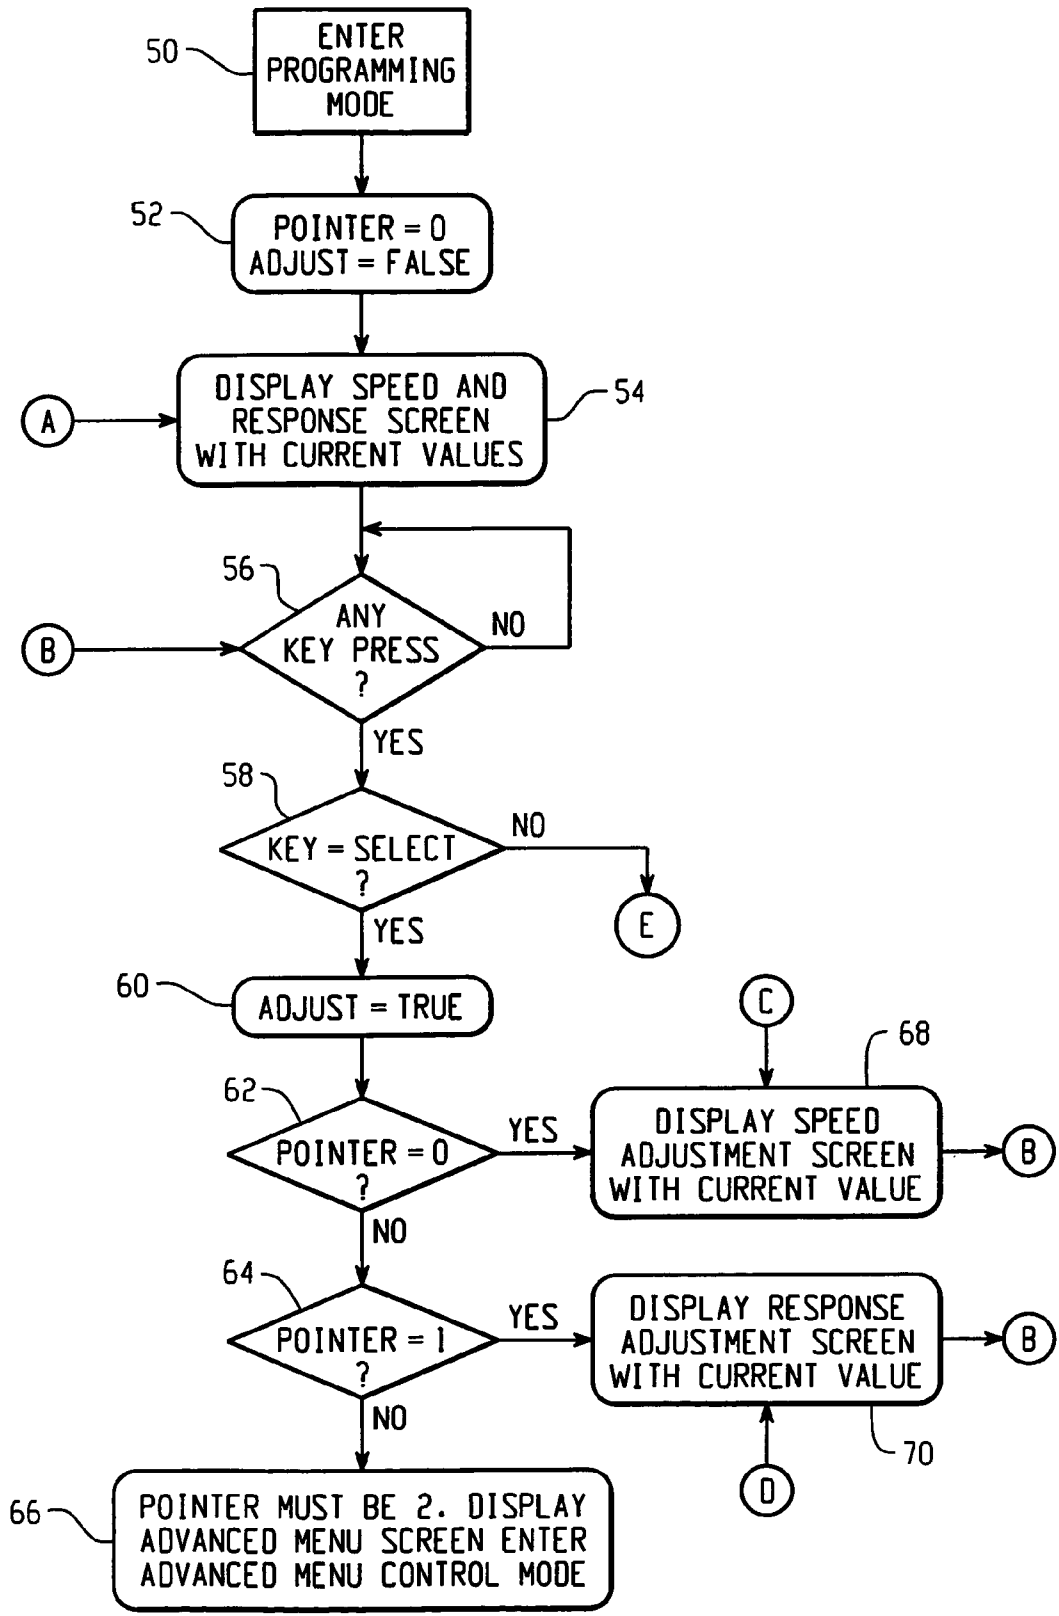 50
ENTER
PROGRAMMING
MODE
52
POINTER = 0
ADJUST = FALSE
A
DISPLAY SPEED AND
RESPONSE SCREEN
WITH CURRENT VALUES
54
56
ANY
KEY PRESS
?
NO
B
YES
58
KEY = SELECT
?
NO
E
YES
60
ADJUST = TRUE
C
62
POINTER = 0
?
YES
68
DISPLAY SPEED
ADJUSTMENT SCREEN
WITH CURRENT VALUE
B
NO
64
POINTER = 1
?
YES
DISPLAY RESPONSE
ADJUSTMENT SCREEN
WITH CURRENT VALUE
B
NO
70
D
66
POINTER MUST BE 2. DISPLAY
ADVANCED MENU SCREEN ENTER
ADVANCED MENU CONTROL MODE